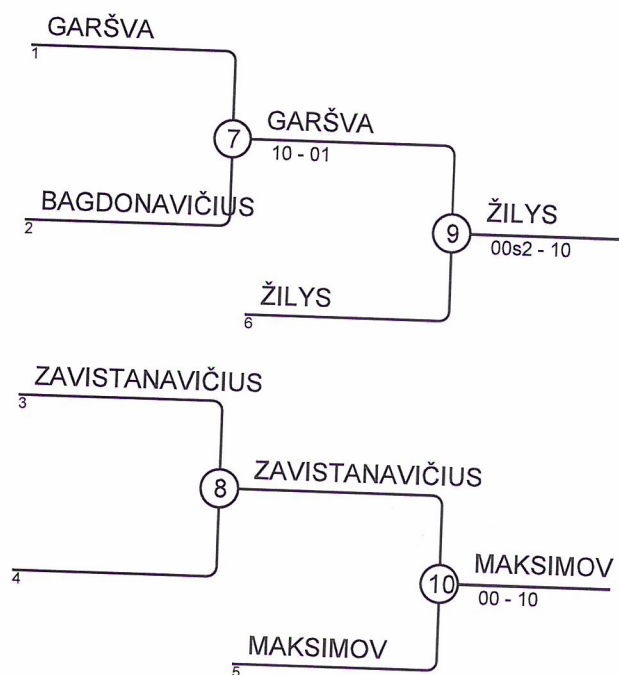 GARŠVA
1
7
GARŠVA
10 - 01
BAGDONAVIČIUS
2
9
ŽILYS
00s2 - 10
ŽILYS
6
ZAVISTANAVIČIUS
3
8
ZAVISTANAVIČIUS
4
10
MAKSIMOV
00 - 10
MAKSIMOV
5